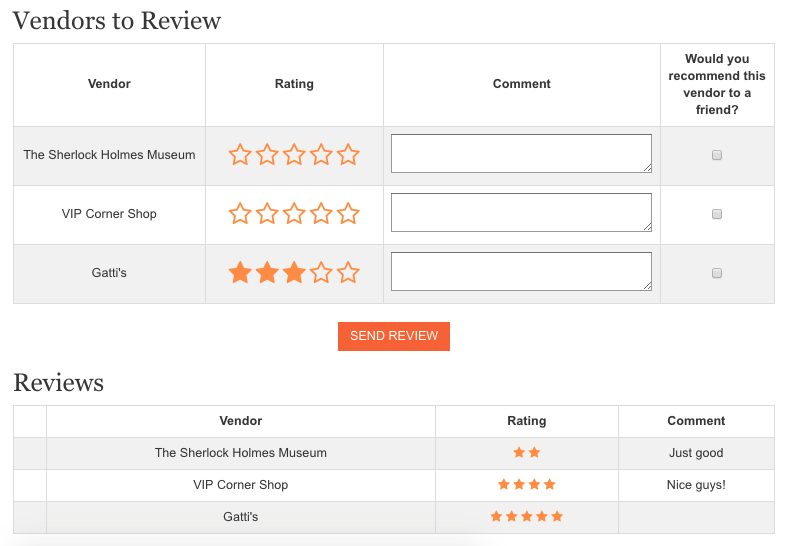 Vendors to Review
Vendor Rating Comment Would you
recommend this
vendor to a
friend?
The Sherlock Holmes Museum
VIP Corner Shop
Gatti's
SEND REVIEW
Reviews
Vendor Rating Comment
The Sherlock Holmes Museum Just good
VIP Corner Shop Nice guys!
Gatti's